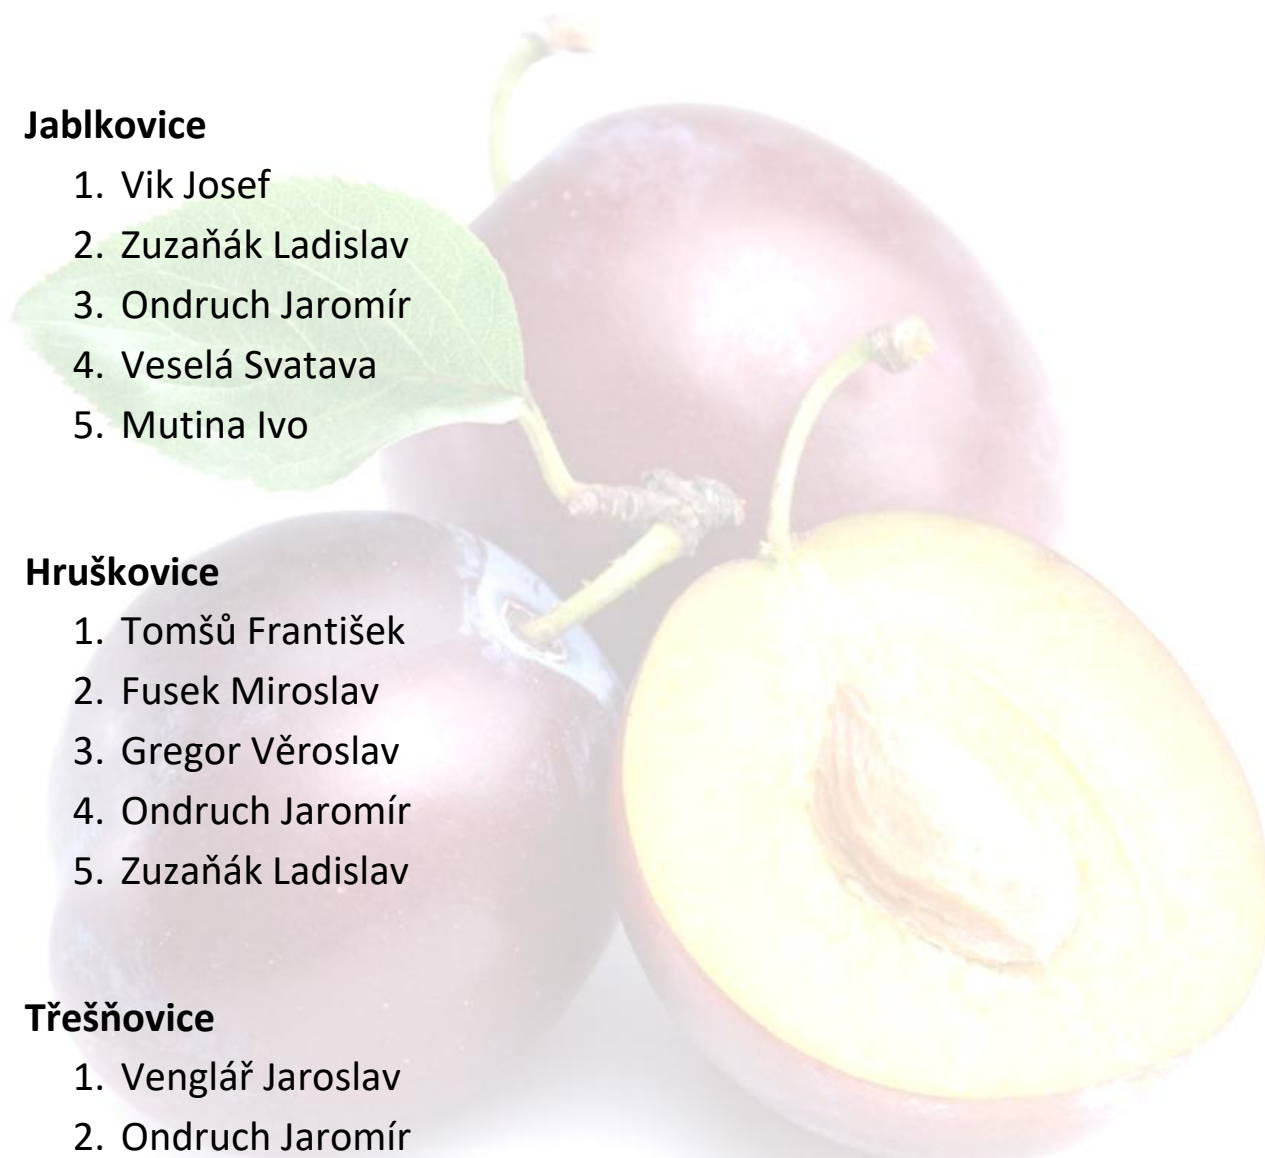 Jablkovice
1. Vik Josef
2. Zuzaňák Ladislav
3. Ondruch Jaromír
4. Veselá Svatava
5. Mutina Ivo
Hruškovice
1. Tomšů František
2. Fusek Miroslav
3. Gregor Věroslav
4. Ondruch Jaromír
5. Zuzaňák Ladislav
Třešňovice
1. Venglář Jaroslav
2. Ondruch Jaromír